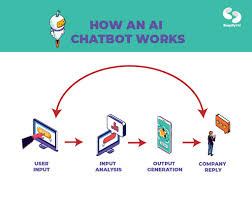 HOW AN AI
CHATBOT WORKS
USER
INPUT
INPUT
ANALYSIS
OUTPUT
GENERATION
COMPANY
REPLY